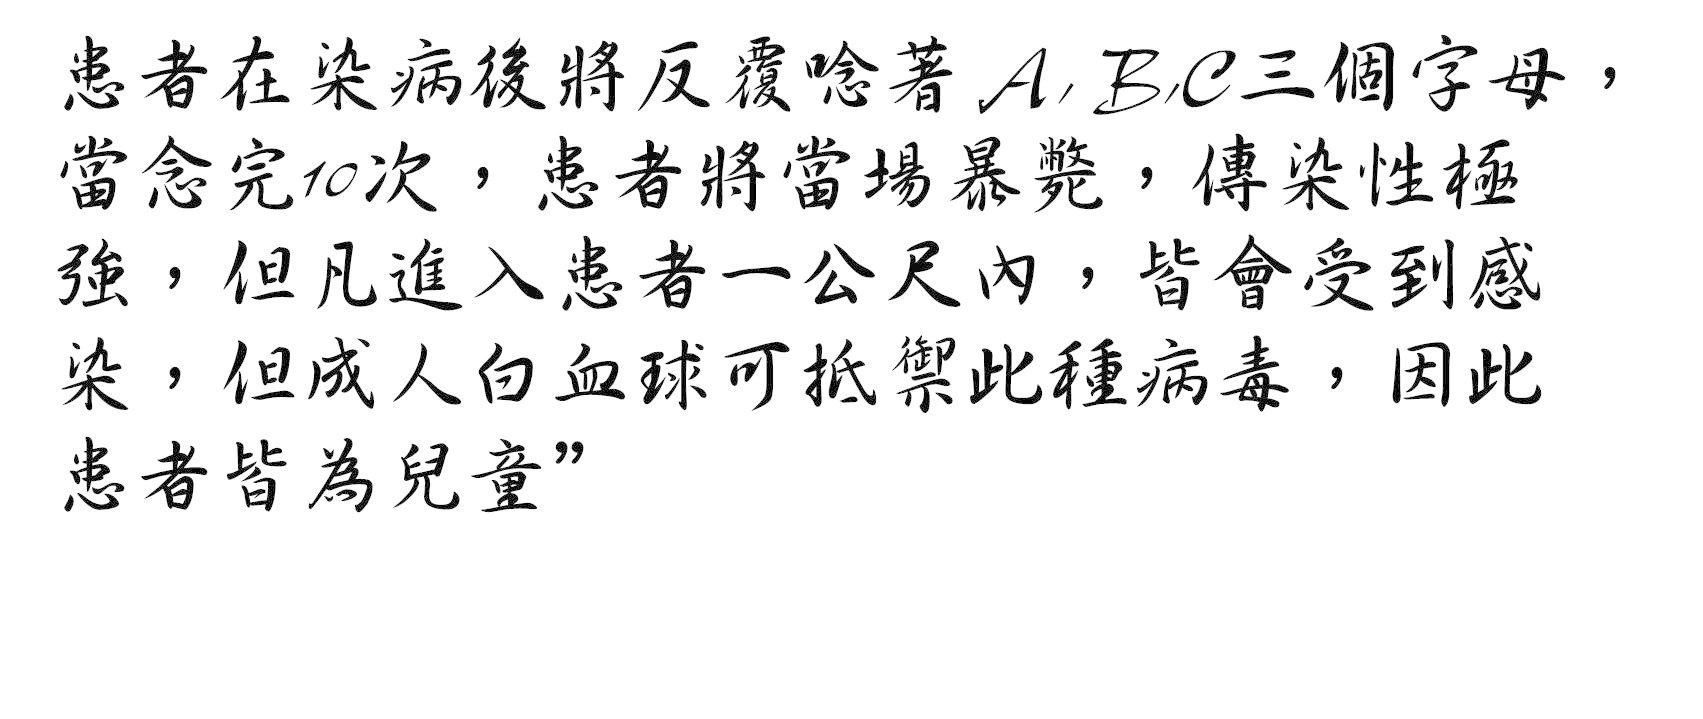 患者在染病後將反覆唸著A,B,C三個字母，
當念完10次，患者將當場暴斃，傳染性極
強，但凡進入患者一公尺內，皆會受到感
染，但成人白血球可抵禦此種病毒，因此
患者皆為兒童”